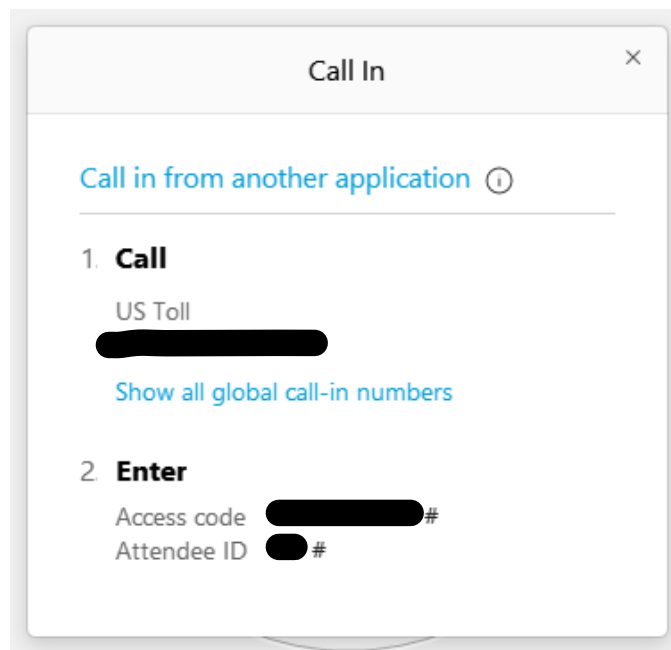 Call In
Call in from another application
1. Call
US Toll
Show all global call-in numbers
2. Enter
Access code #
Attendee ID #